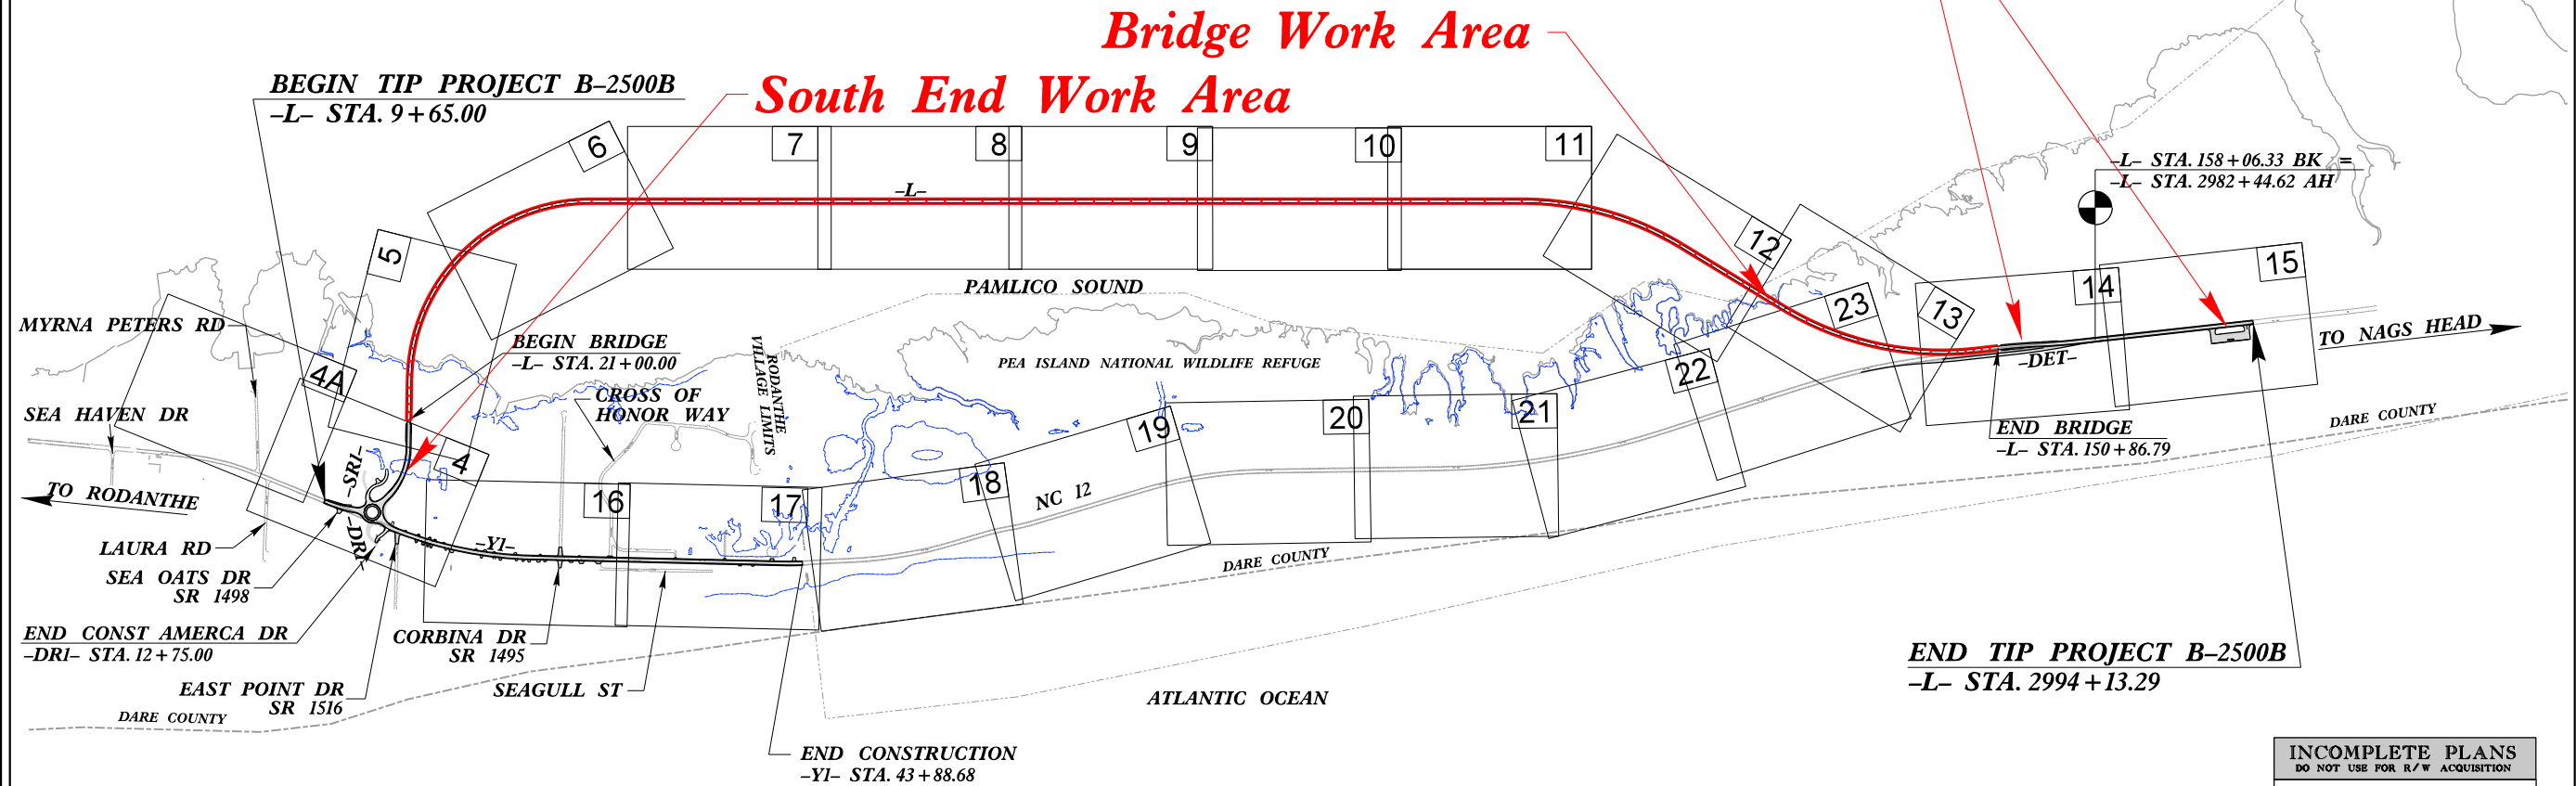 Bridge Work Area
South End Work Area
BEGIN TIP PROJECT B–2500B
–L– STA. 9+65.00
6
7
8
9
10
11
–L– STA. 158+06.33 BK =
–L– STA. 2982+44.62 AH
–L–
5
12
15
14
23
13
PAMLICO SOUND
MYRNA PETERS RD
BEGIN BRIDGE
–L– STA. 21+00.00
RODANTHE
VILLAGE LIMITS
PEA ISLAND NATIONAL WILDLIFE REFUGE
TO NAGS HEAD
–DET–
4A
22
CROSS OF
HONOR WAY
SEA HAVEN DR
19
20
21
END BRIDGE
–L– STA. 150+86.79
DARE COUNTY
–SR1–
4
TO RODANTHE
16
17
18
NC 12
–DR1–
–Y1–
LAURA RD
SEA OATS DR
SR 1498
DARE COUNTY
END CONST AMERCA DR
–DR1– STA. 12+75.00
CORBINA DR
SR 1495
END TIP PROJECT B–2500B
–L– STA. 2994+13.29
EAST POINT DR
SR 1516
SEAGULL ST
ATLANTIC OCEAN
DARE COUNTY
END CONSTRUCTION
–Y1– STA. 43+88.68
INCOMPLETE PLANS
DO NOT USE FOR R/W ACQUISITION